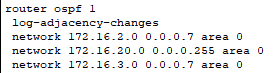 router ospf 1
log-adjacency-changes
network 172.16.2.0 0.0.0.7 area 0
network 172.16.20.0 0.0.0.255 area 0
network 172.16.3.0 0.0.0.7 area 0